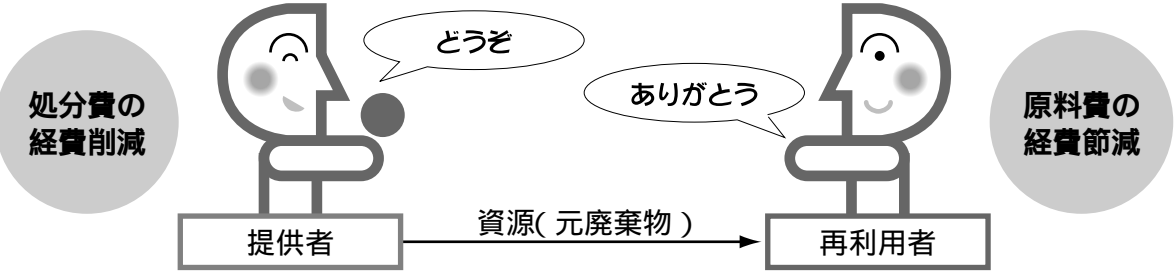 どうぞ
ありがとう
処分費の
経費削減
原料費の
経費節減
提供者
資源(元廃棄物)
再利用者